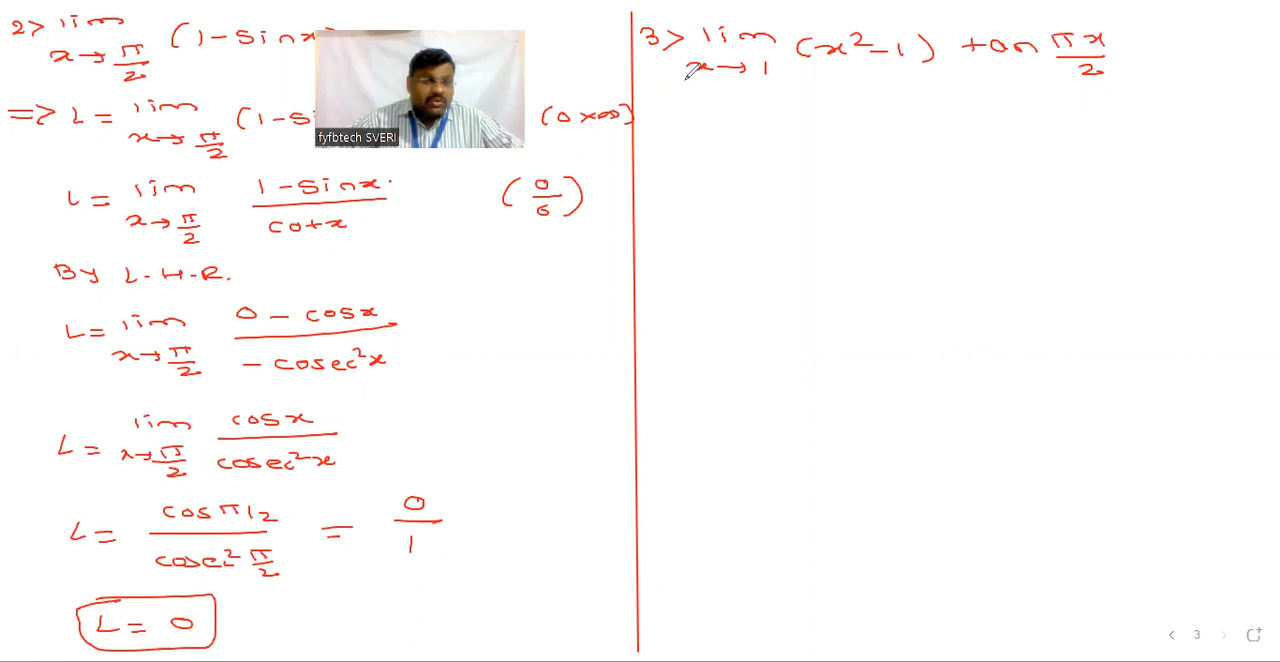 2> lim x→π/2 (1-sinx)
=> L = lim x→π/2 (1-Si (0×∞)
L = lim x→π/2 1-sinx / cotx (0/0)
By L-H-R.
L = lim x→π/2 0 - cosx / - cosec²x
L = lim x→π/2 cosx / cosec²x
L = cos π/2 / cosec² π/2 = 0/1
L = 0
3> lim x→1 (x²-1) tan πx/2
fyfbtech SVERI
3